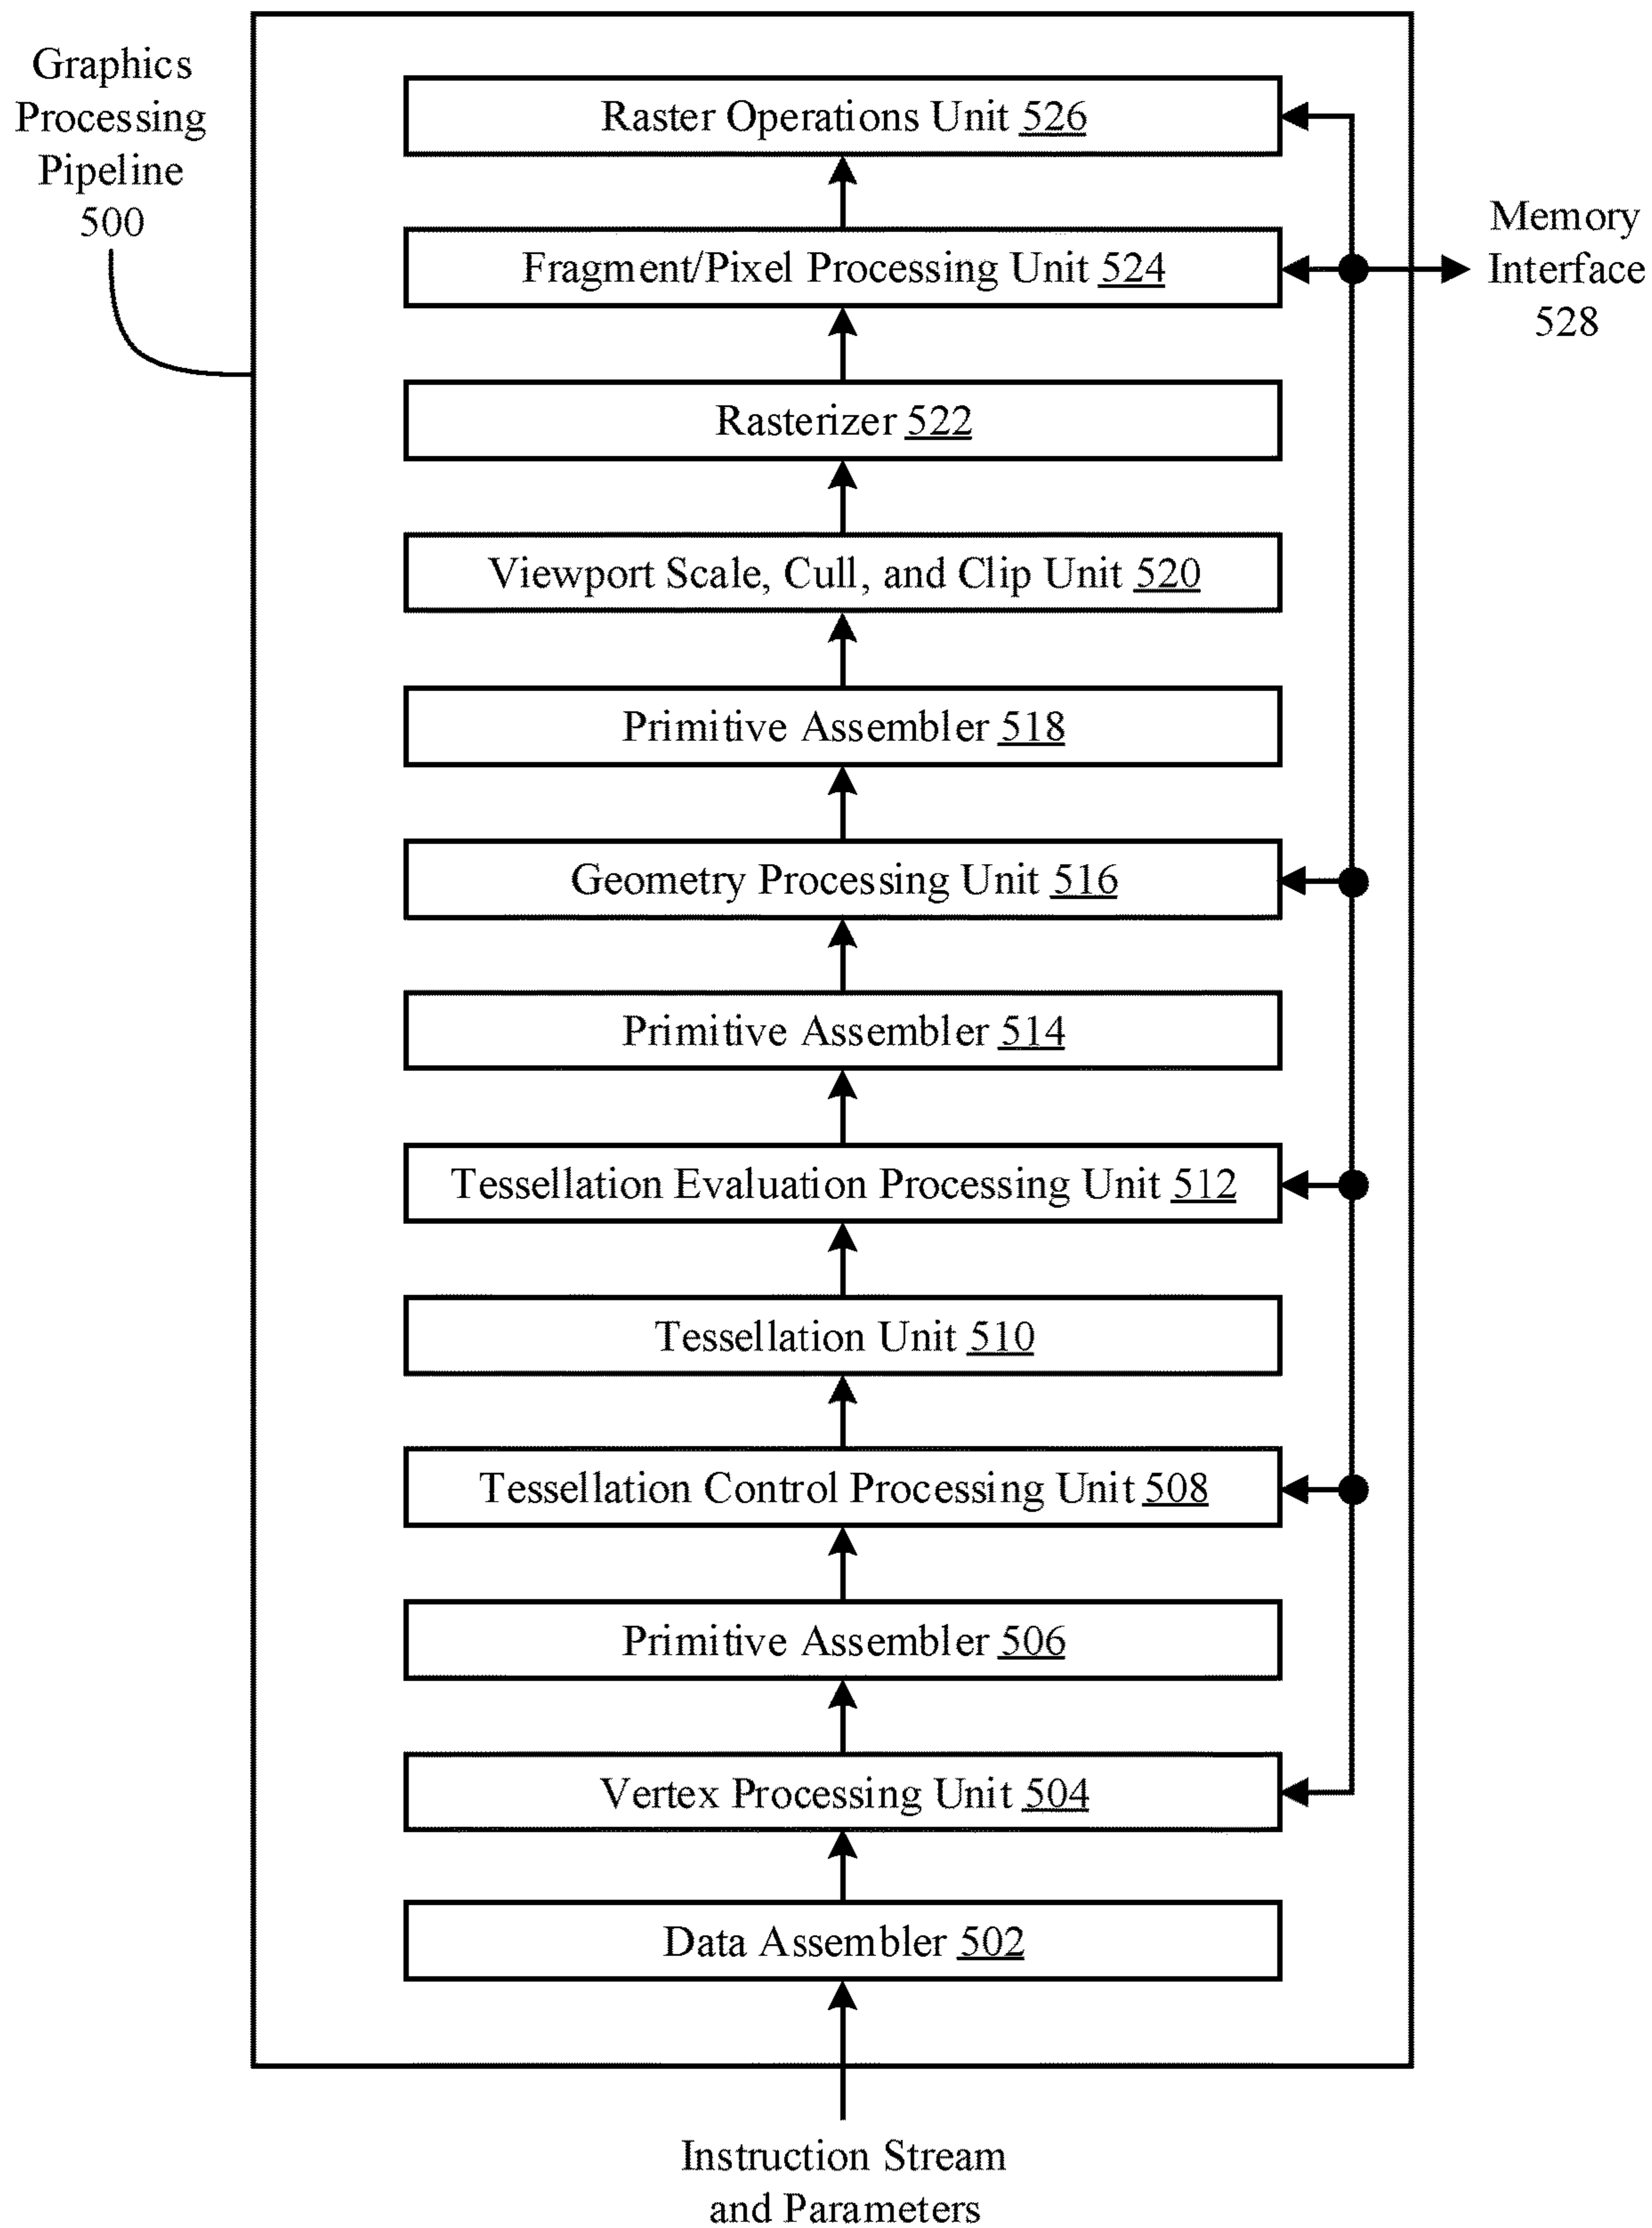 Graphics
Processing
Pipeline
500
Raster Operations Unit 526
Fragment/Pixel Processing Unit 524
Memory
Interface
528
Rasterizer 522
Viewport Scale, Cull, and Clip Unit 520
Primitive Assembler 518
Geometry Processing Unit 516
Primitive Assembler 514
Tessellation Evaluation Processing Unit 512
Tessellation Unit 510
Tessellation Control Processing Unit 508
Primitive Assembler 506
Vertex Processing Unit 504
Data Assembler 502
Instruction Stream
and Parameters